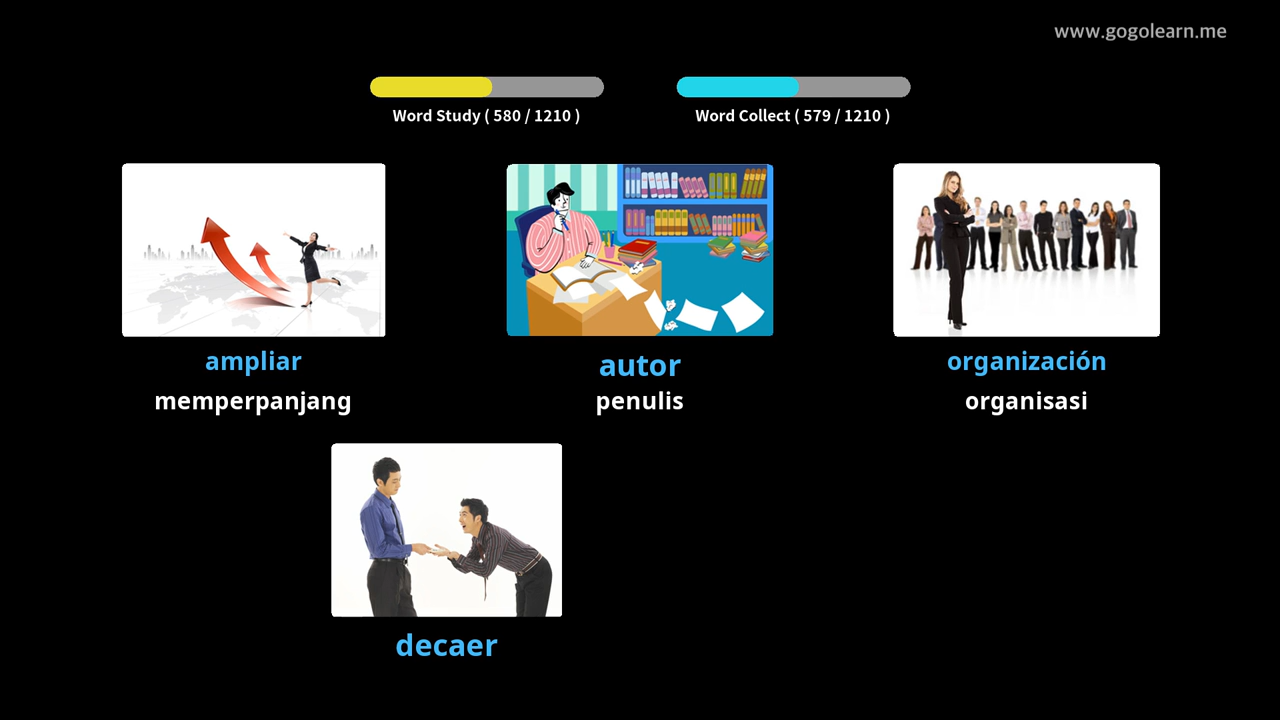 www.gogolearn.me
Word Study ( 580 / 1210 )
Word Collect ( 579 / 1210 )
ampliar
memperpanjang
autor
penulis
organización
organisasi
decaer